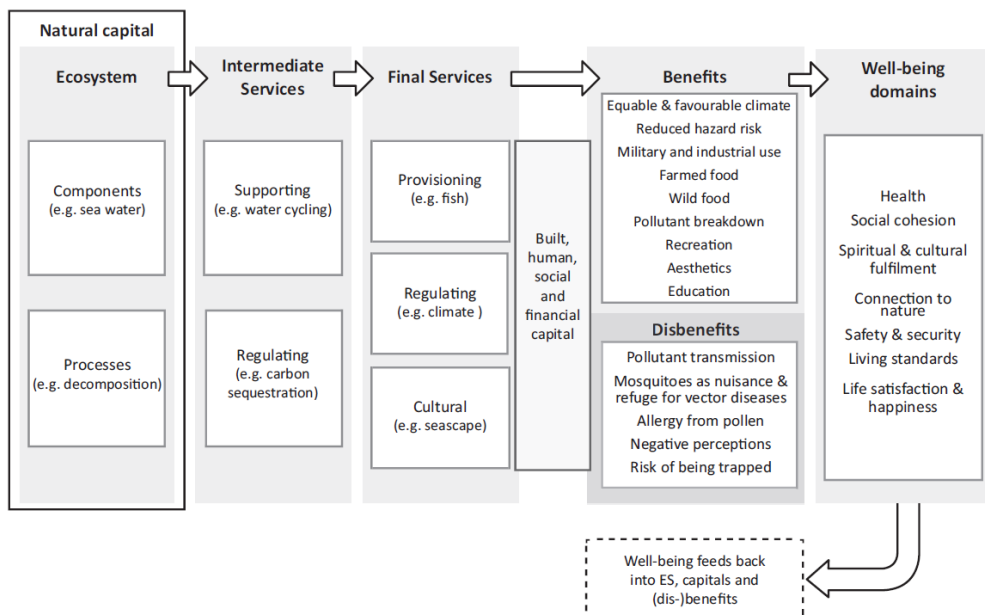 Natural capital
Ecosystem
Components
(e.g. sea water)
Processes
(e.g. decomposition)
Intermediate
Services
Supporting
(e.g. water cycling)
Regulating
(e.g. carbon
sequestration)
Final Services
Provisioning
(e.g. fish)
Regulating
(e.g. climate )
Cultural
(e.g. seascape)
Built,
human,
social
and
financial
capital
Benefits
Equable & favourable climate
Reduced hazard risk
Military and industrial use
Farmed food
Wild food
Pollutant breakdown
Recreation
Aesthetics
Education
Disbenefits
Pollutant transmission
Mosquitoes as nuisance &
refuge for vector diseases
Allergy from pollen
Negative perceptions
Risk of being trapped
Well-being
domains
Health
Social cohesion
Spiritual & cultural
fulfilment
Connection to
nature
Safety & security
Living standards
Life satisfaction &
happiness
Well-being feeds back
into ES, capitals and
(dis-)benefits